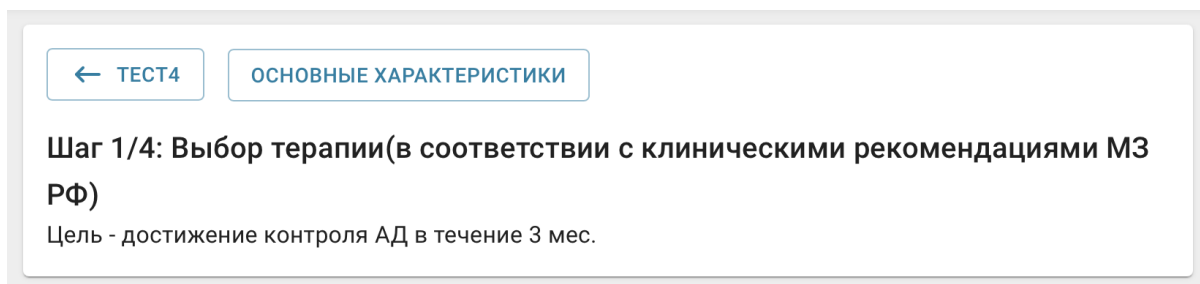 ← ТЕСТ4 ОСНОВНЫЕ ХАРАКТЕРИСТИКИ
Шаг 1/4: Выбор терапии(в соответствии с клиническими рекомендациями МЗ
РФ)
Цель - достижение контроля АД в течение 3 мес.